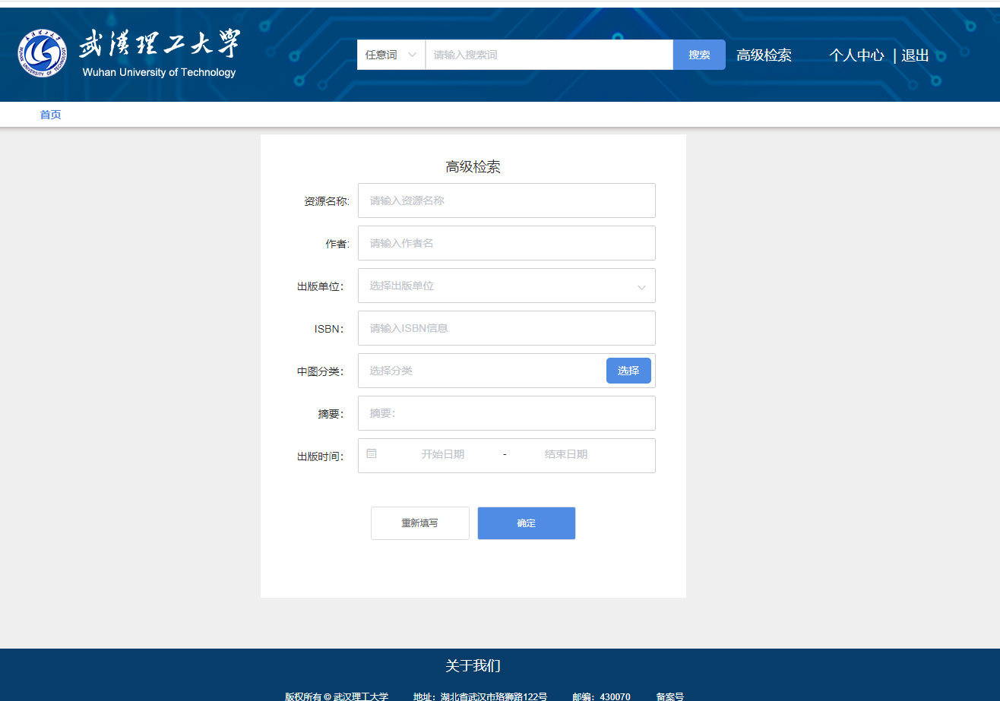 武漢理工大學
Wuhan University of Technology
任意词 请输入搜索词 搜索 高级检索 个人中心 | 退出
首页
高级检索
资源名称: 请输入资源名称
作者: 请输入作者名
出版单位: 选择出版单位
ISBN: 请输入ISBN信息
中图分类: 选择分类 选择
摘要: 摘要:
出版时间: 开始日期 - 结束日期
重新填写 确定
关于我们
版权所有 © 武汉理工大学 地址: 湖北省武汉市珞狮路122号 邮编: 430070 备案号